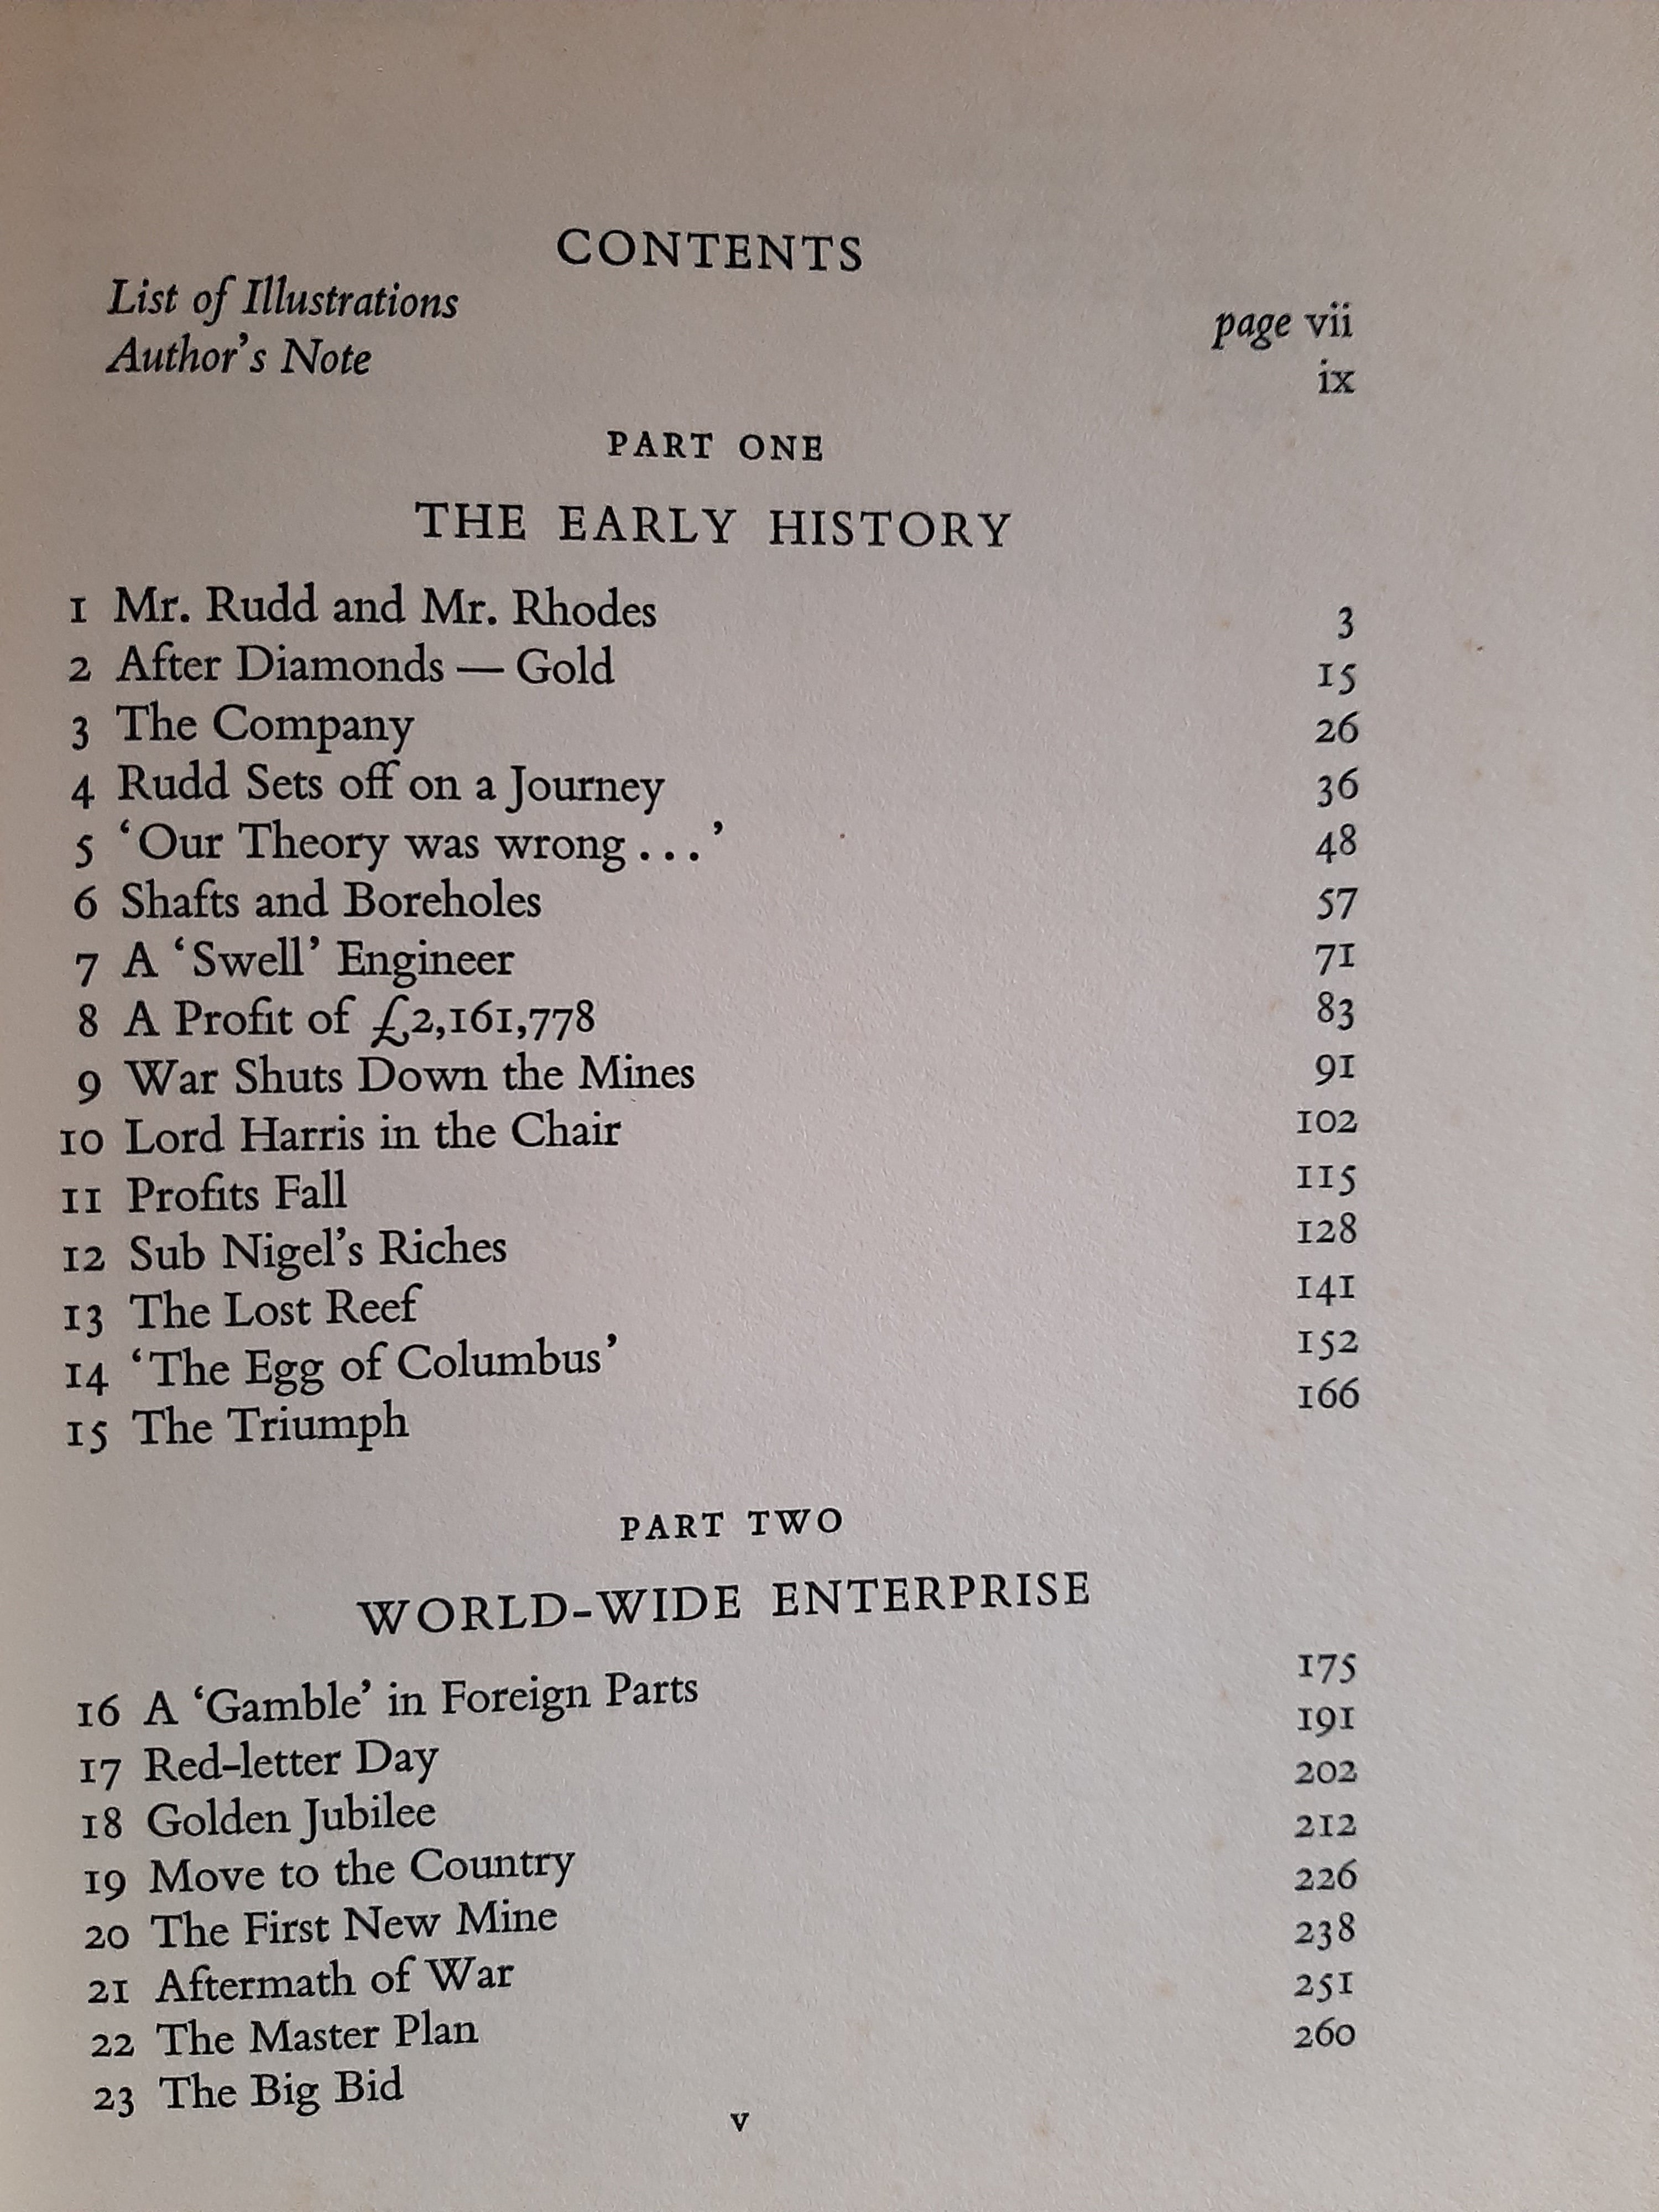 CONTENTS
List of Illustrations page vii
Author's Note ix
PART ONE
THE EARLY HISTORY
1 Mr. Rudd and Mr. Rhodes 3
2 After Diamonds — Gold 15
3 The Company 26
4 Rudd Sets off on a Journey 36
5 ‘Our Theory was wrong . . .’ 48
6 Shafts and Boreholes 57
7 A ‘Swell’ Engineer 71
8 A Profit of £2,161,778 83
9 War Shuts Down the Mines 91
10 Lord Harris in the Chair 102
11 Profits Fall 115
12 Sub Nigel’s Riches 128
13 The Lost Reef 141
14 ‘The Egg of Columbus’ 152
15 The Triumph 166
PART TWO
WORLD-WIDE ENTERPRISE
16 A ‘Gamble’ in Foreign Parts 175
17 Red-letter Day 191
18 Golden Jubilee 202
19 Move to the Country 212
20 The First New Mine 226
21 Aftermath of War 238
22 The Master Plan 251
23 The Big Bid 260
v